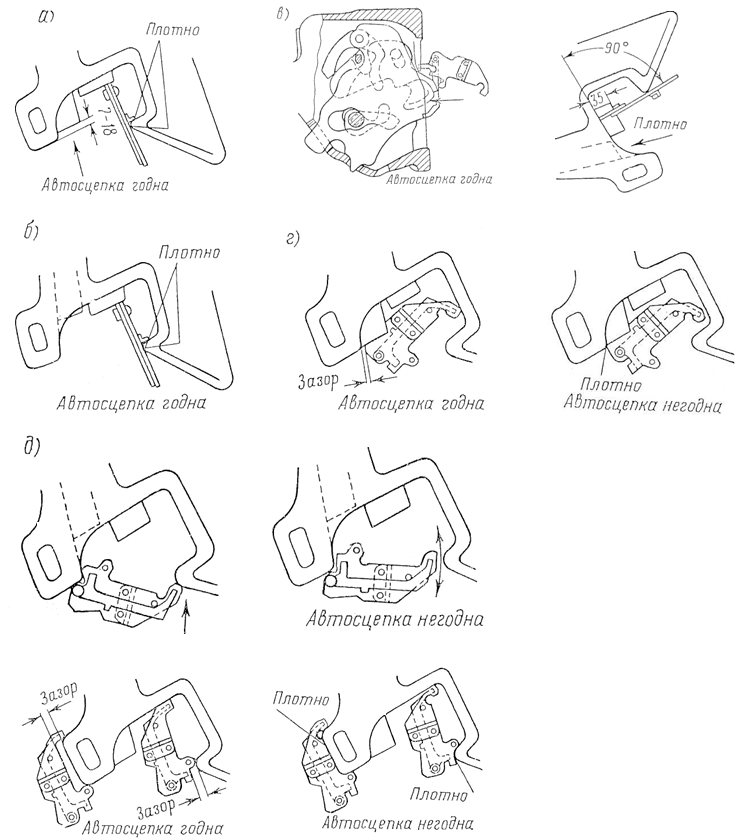 а)
Плотно
7-18
Автосцепка годна
в)
Автосцепка годна
90°
35
Плотно
б)
Плотно
Автосцепка годна
г)
Зазор
Автосцепка годна
Плотно
Автосцепка негодна
д)
Автосцепка негодна
Зазор
Зазор
Автосцепка годна
Плотно
Плотно
Автосцепка негодна